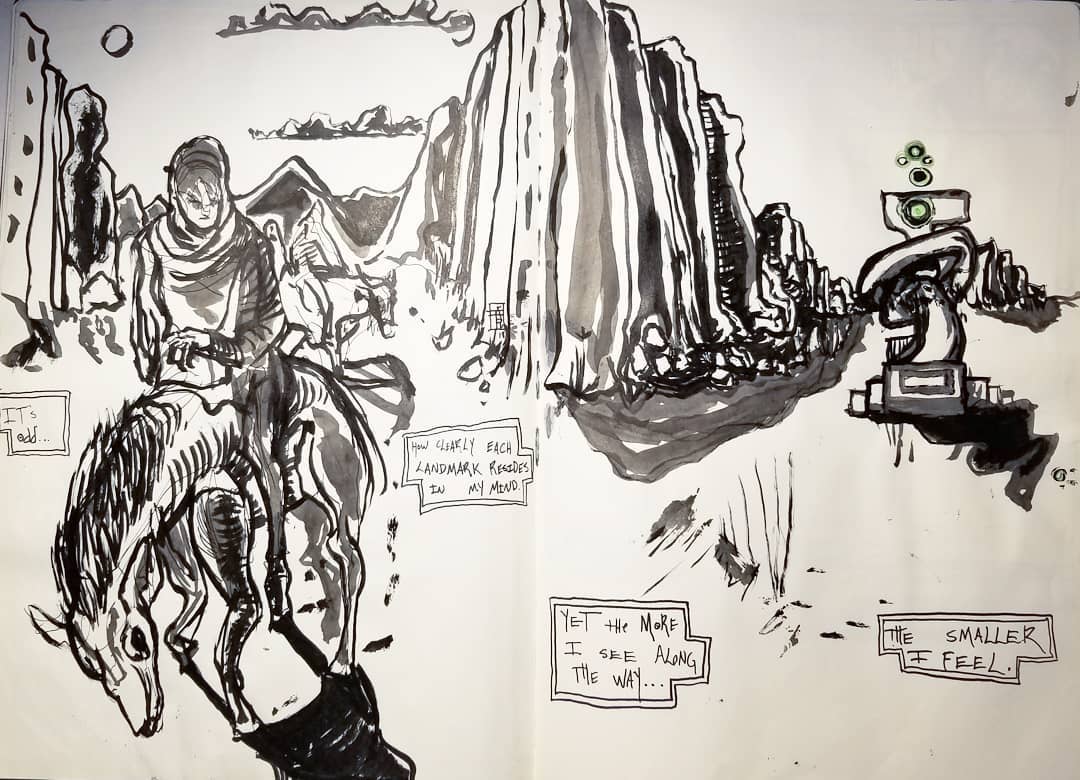 IT's
odd...
HOW CLEARLY EACH
LANDMARK RESIDES
IN MY MIND.
YET the MORE
I SEE ALONG
THE WAY...
THE SMALLER
I FEEL.